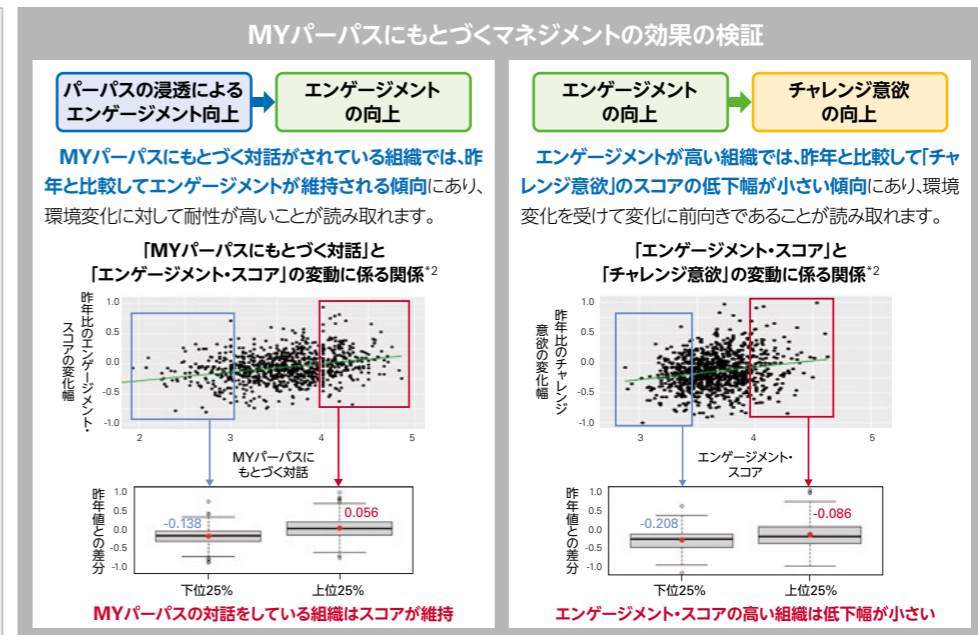 MYパーパスにもとづくマネジメントの効果の検証
パーパスの浸透による
エンゲージメント向上
エンゲージメント
の向上
MYパーパスにもとづく対話がされている組織では、昨
年と比較してエンゲージメントが維持される傾向にあり、
環境変化に対して耐性が高いことが読み取れます。
「MYパーパスにもとづく対話」と
「エンゲージメント・スコア」の変動に係る関係*2
昨年比のエンゲージメント・
スコアの変化幅
1.0
0.5
0.0
-0.5
-1.0
2 3 4 5
MYパーパスに
もとづく対話
昨年値との差分
1.0
0.5
0.0
-0.5
-1.0
-0.138
0.056
下位25% 上位25%
MYパーパスの対話をしている組織はスコアが維持
エンゲージメント
の向上
チャレンジ意欲
の向上
エンゲージメントが高い組織では、昨年と比較して「チャ
レンジ意欲」のスコアの低下幅が小さい傾向にあり、環境
変化を受けて変化に前向きであることが読み取れます。
「エンゲージメント・スコア」と
「チャレンジ意欲」の変動に係る関係*2
昨年比のチャレンジ
意欲の変化幅
1.0
0.5
0.0
-0.5
-1.0
3 4 5
エンゲージメント・
スコア
昨年値との差分
1.0
0.5
0.0
-0.5
-1.0
-0.208
-0.086
下位25% 上位25%
エンゲージメント・スコアの高い組織は低下幅が小さい